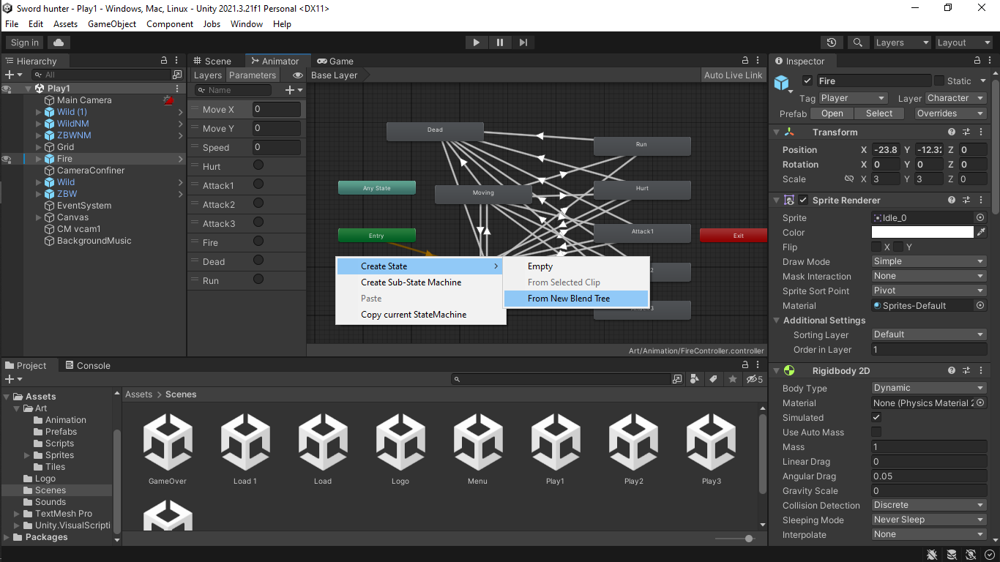 Sword hunter - Play1 - Windows, Mac, Linux - Unity 2021.3.21f1 Personal <DX11>
File Edit Assets GameObject Component Jobs Window Help
Sign in
Layers
Layout
Hierarchy
All
Play1
Main Camera
Wild (1)
WildNM
ZBWNM
Grid
Fire
CameraConfiner
Wild
ZBW
EventSystem
Canvas
CM vcam1
BackgroundMusic
Scene Animator Game
Layers Parameters
Base Layer
Auto Live Link
Name
Move X 0
Move Y 0
Speed 0
Hurt
Attack1
Attack2
Attack3
Fire
Dead
Run
Dead
Run
Any State
Moving
Hurt
Entry
Attack1
Exit
Create State
Create Sub-State Machine
Paste
Copy current StateMachine
Empty
From Selected Clip
From New Blend Tree
Art/Animation/FireController.controller
Inspector
Fire
Static
Tag Player Layer Character
Prefab Open Select Overrides
Transform
Position X -23.8 Y -12.32 Z 0
Rotation X 0 Y 0 Z 0
Scale X 3 Y 3 Z 0
Sprite Renderer
Sprite Idle_0
Color
Flip X Y
Draw Mode Simple
Mask Interaction None
Sprite Sort Point Pivot
Material Sprites-Default
Additional Settings
Sorting Layer Default
Order in Layer 1
Rigidbody 2D
Body Type Dynamic
Material None (Physics Material 2
Simulated
Use Auto Mass
Mass 1
Linear Drag 0
Angular Drag 0.05
Gravity Scale 0
Collision Detection Discrete
Sleeping Mode Never Sleep
Interpolate None
Project Console
5
Assets
Art
Animation
Prefabs
Scripts
Sprites
Tiles
Logo
Scenes
Sounds
TextMesh Pro
Unity.VisualScripti
Packages
Assets > Scenes
GameOver Load 1 Load Logo Menu Play1 Play2 Play3